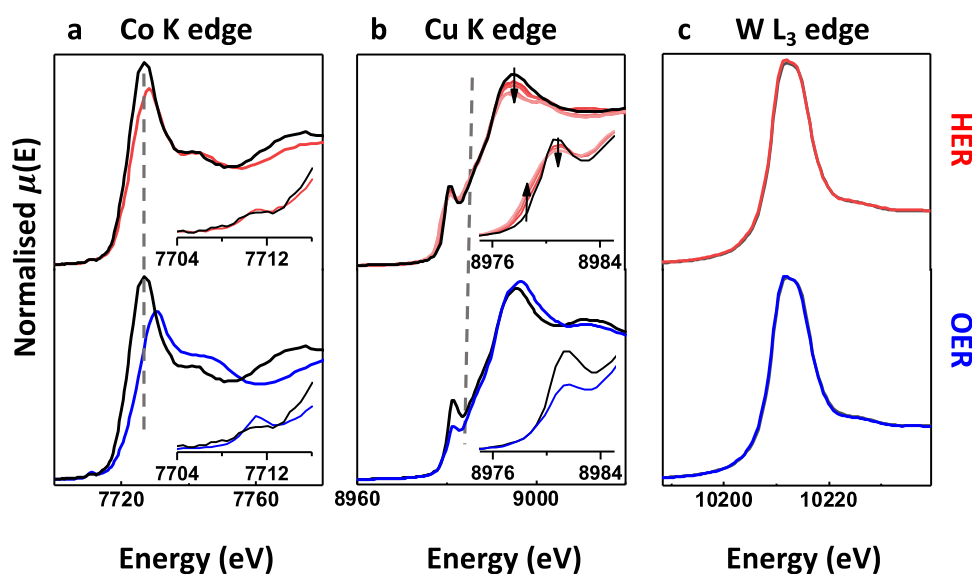 a Co K edge
b Cu K edge
c W L₃ edge
Normalised μ(E)
HER
OER
7704 7712
8976 8984
7704 7712
8976 8984
7720 7760
8960 9000
10200 10220
Energy (eV) Energy (eV) Energy (eV)